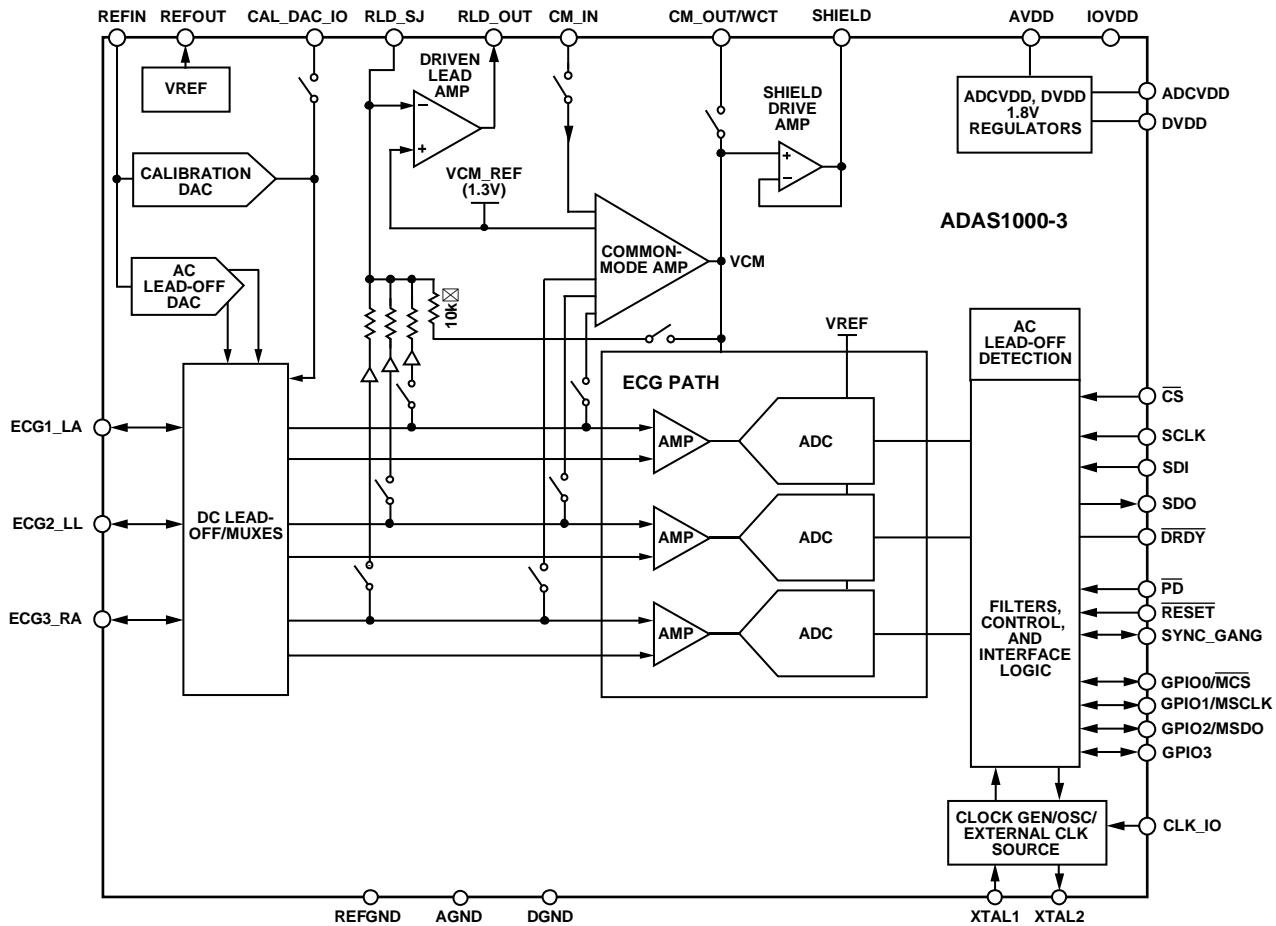 REFIN REFOUT CAL_DAC_IO RLD_SJ RLD_OUT CM_IN CM_OUT/WCT SHIELD AVDD IOVDD
VREF
DRIVEN
LEAD
AMP
–
+
SHIELD
DRIVE
AMP
+
–
ADCVDD, DVDD
1.8V
REGULATORS
ADCVDD
DVDD
CALIBRATION
DAC
VCM_REF
(1.3V)
ADAS1000-3
COMMON-
MODE AMP
VCM
AC
LEAD-OFF
DAC
10k
VREF
AC
LEAD-OFF
DETECTION
ECG PATH
CS
ECG1_LA
AMP
ADC
SCLK
SDI
SDO
ECG2_LL
DC LEAD-
OFF/MUXES
AMP
ADC
DRDY
PD
ECG3_RA
AMP
ADC
FILTERS,
CONTROL,
AND
INTERFACE
LOGIC
RESET
SYNC_GANG
GPIO0/MCS
GPIO1/MSCLK
GPIO2/MSDO
GPIO3
CLOCK GEN/OSC/
EXTERNAL CLK
SOURCE
CLK_IO
REFGND AGND DGND XTAL1 XTAL2